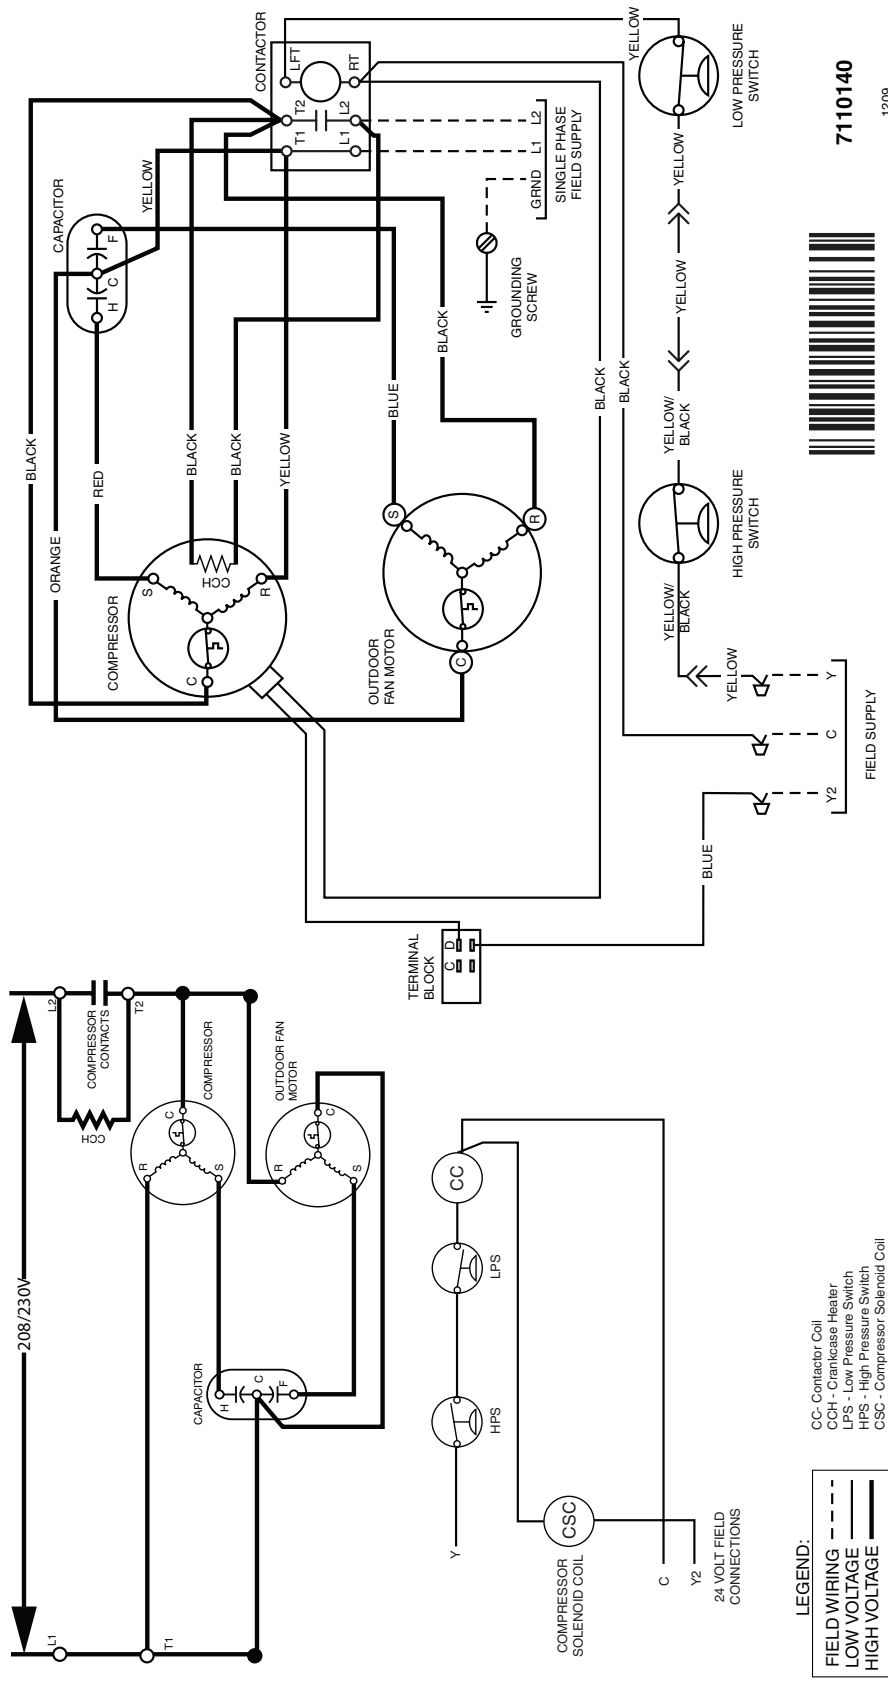 208/230V
L1
L2
T1
T2
CCH
COMPRESSOR
CONTACTS
COMPRESSOR
R
C
S
OUTDOOR FAN
MOTOR
R
C
S
CAPACITOR
H
C
F
Y
HPS
LPS
CC
CSC
COMPRESSOR
SOLENOID COIL
C
Y2
24 VOLT FIELD
CONNECTIONS
LEGEND:
FIELD WIRING
LOW VOLTAGE
HIGH VOLTAGE
CC- Contactor Coil
CCH - Crankcase Heater
LPS - Low Pressure Switch
HPS - High Pressure Switch
CSC - Compressor Solenoid Coil
BLACK
ORANGE
RED
CAPACITOR
H
C
F
YELLOW
BLACK
BLACK
YELLOW
COMPRESSOR
S
CCH
R
C
CONTACTOR
LFT
RT
T2
L2
T1
L1
L2
L1
GRND
SINGLE PHASE
FIELD SUPPLY
GROUNDING
SCREW
BLUE
BLACK
OUTDOOR
FAN MOTOR
S
R
C
BLACK
BLACK
TERMINAL
BLOCK
C
D
BLUE
YELLOW
LOW PRESSURE
SWITCH
YELLOW
YELLOW
YELLOW/
BLACK
HIGH PRESSURE
SWITCH
YELLOW/
BLACK
YELLOW
Y2
C
Y
FIELD SUPPLY
7110140
1209